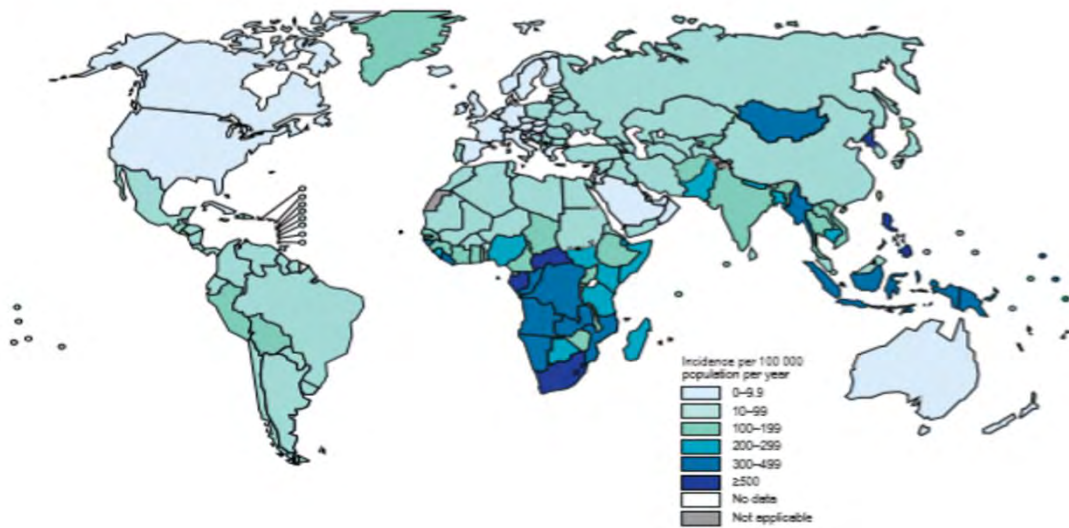 Incidence per 100 000
population per year
0–9.9
10–99
100–199
200–299
300–499
≥500
No data
Not applicable